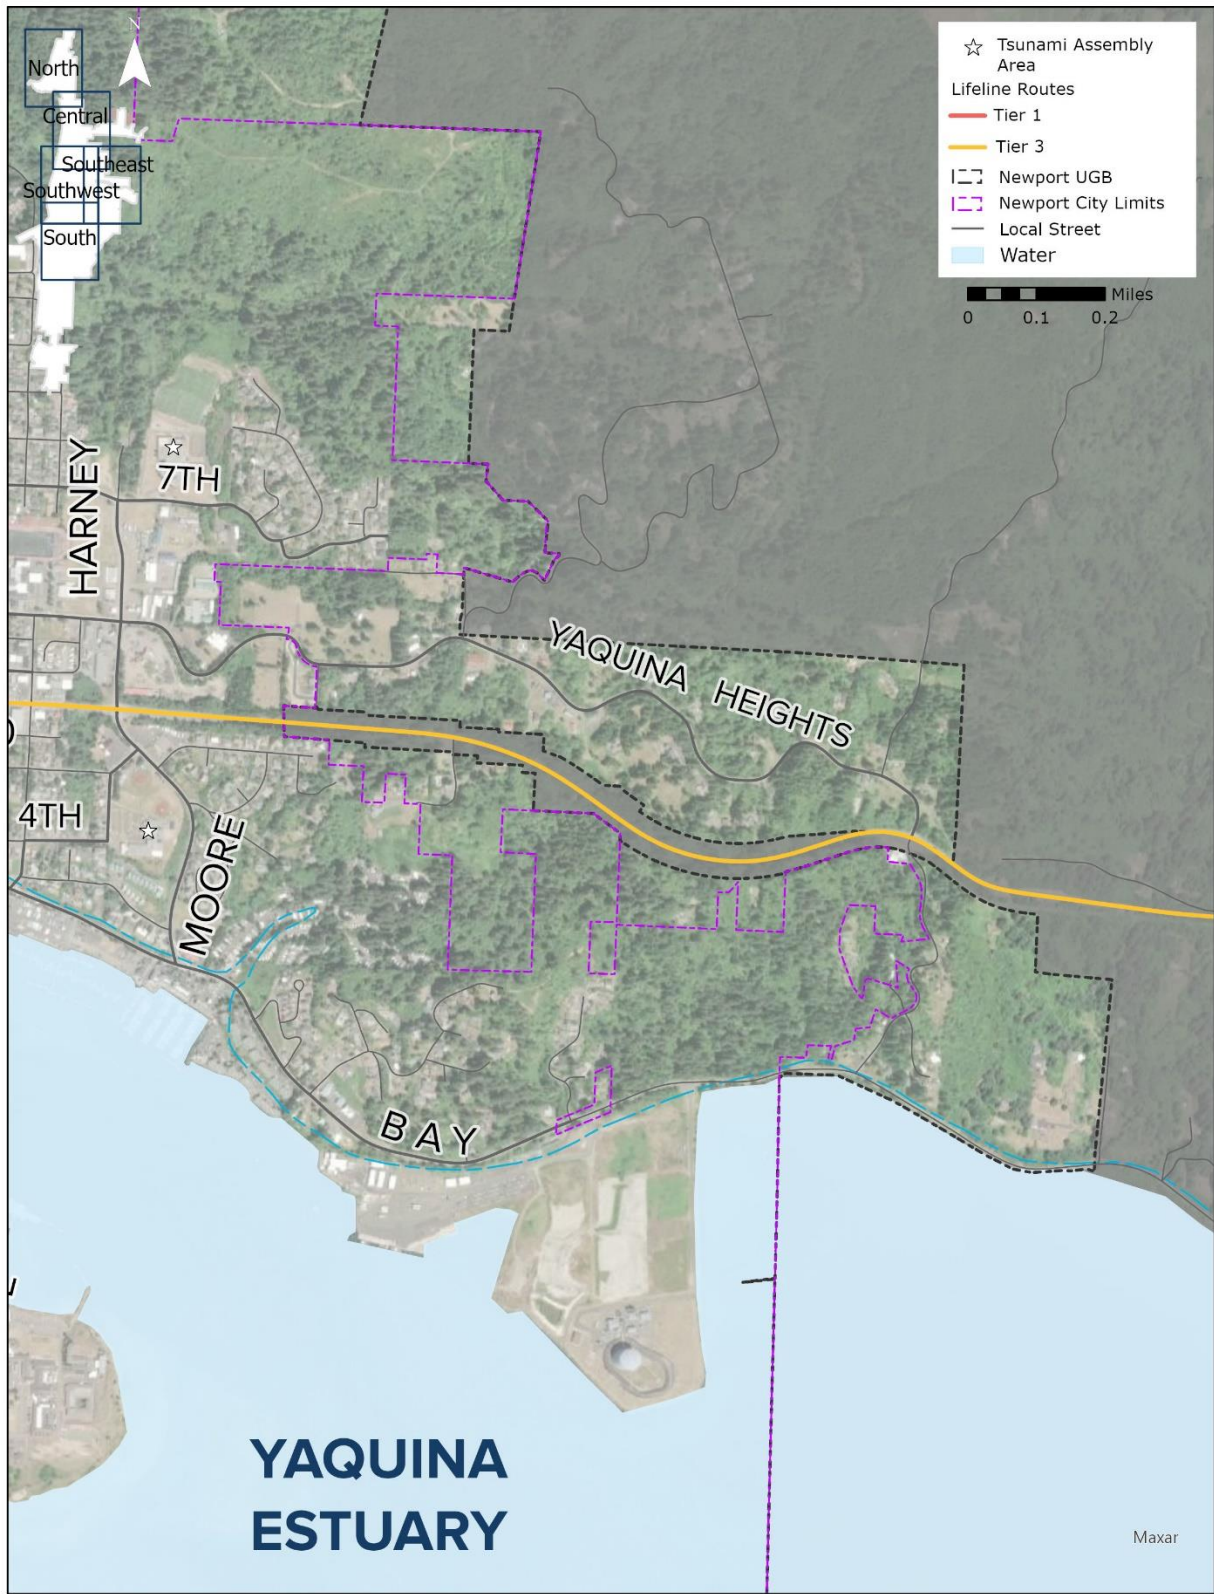 N
North
Central
Southeast
Southwest
South
Tsunami Assembly
Area
Lifeline Routes
Tier 1
Tier 3
Newport UGB
Newport City Limits
Local Street
Water
Miles
0 0.1 0.2
HARNEY
7TH
YAQUINA HEIGHTS
4TH
MOORE
BAY
YAQUINA
ESTUARY
Maxar